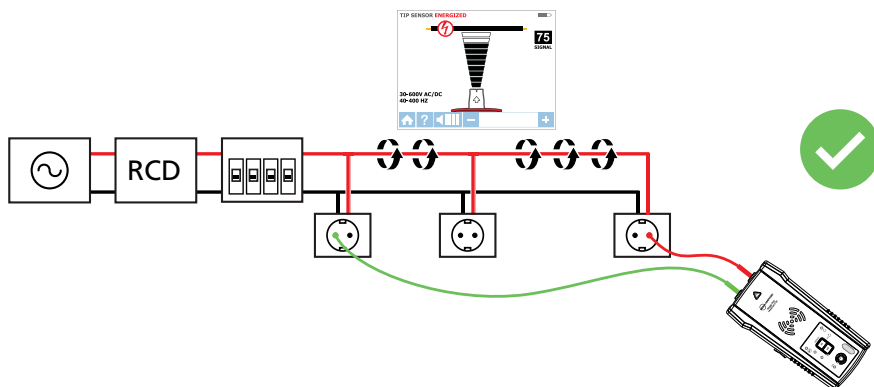 TIP SENSOR ENERGIZED
75
SIGNAL
30-600V AC/DC
40-400 HZ
?
RCD